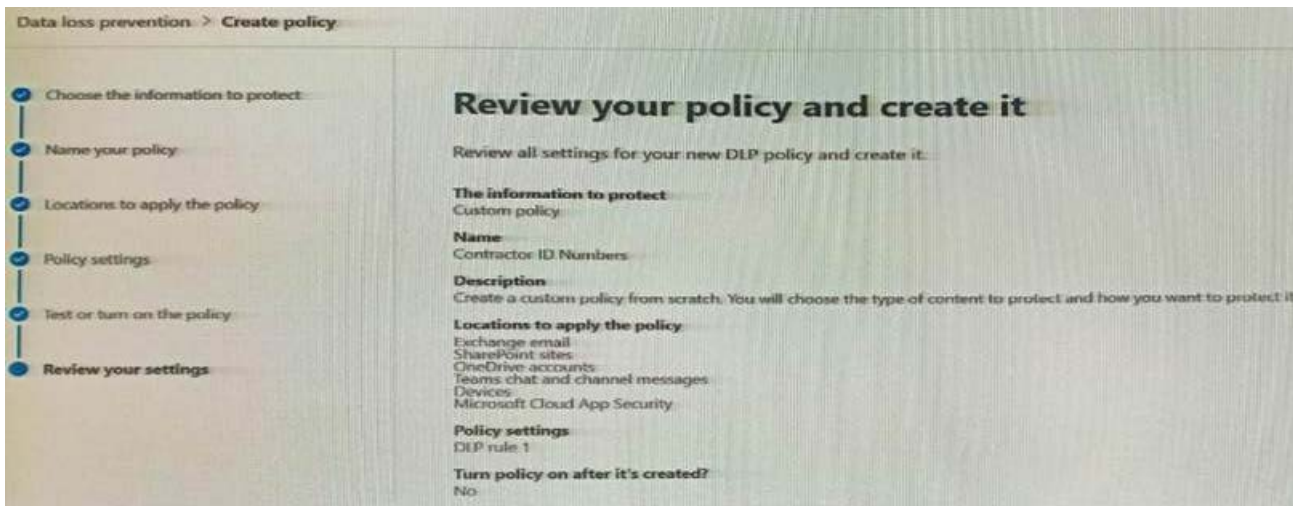 Data loss prevention > Create policy
Choose the information to protect
Name your policy
Locations to apply the policy
Policy settings
Test or turn on the policy
Review your settings
Review your policy and create it
Review all settings for your new DLP policy and create it.
The information to protect
Custom policy
Name
Contractor ID Numbers
Description
Create a custom policy from scratch. You will choose the type of content to protect and how you want to protect it
Locations to apply the policy
Exchange email
SharePoint sites
OneDrive accounts
Teams chat and channel messages
Devices
Microsoft Cloud App Security
Policy settings
DLP rule 1
Turn policy on after it's created?
No